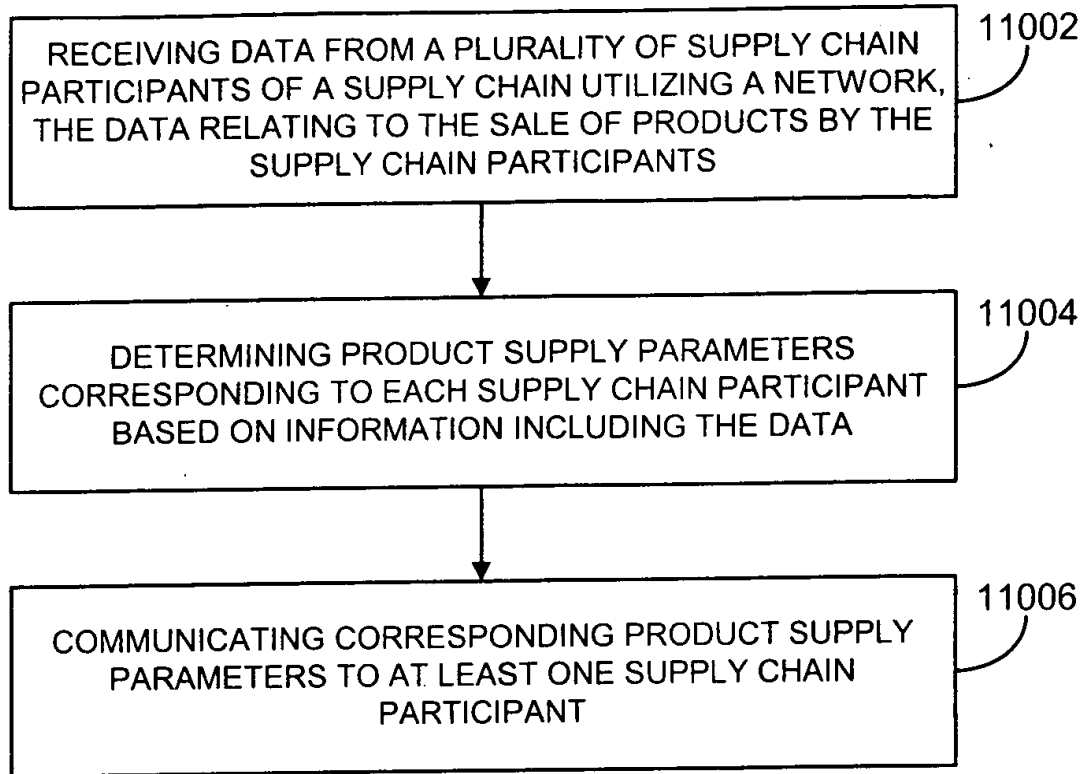 RECEIVING DATA FROM A PLURALITY OF SUPPLY CHAIN
PARTICIPANTS OF A SUPPLY CHAIN UTILIZING A NETWORK,
THE DATA RELATING TO THE SALE OF PRODUCTS BY THE
SUPPLY CHAIN PARTICIPANTS
11002
DETERMINING PRODUCT SUPPLY PARAMETERS
CORRESPONDING TO EACH SUPPLY CHAIN PARTICIPANT
BASED ON INFORMATION INCLUDING THE DATA
11004
COMMUNICATING CORRESPONDING PRODUCT SUPPLY
PARAMETERS TO AT LEAST ONE SUPPLY CHAIN
PARTICIPANT
11006